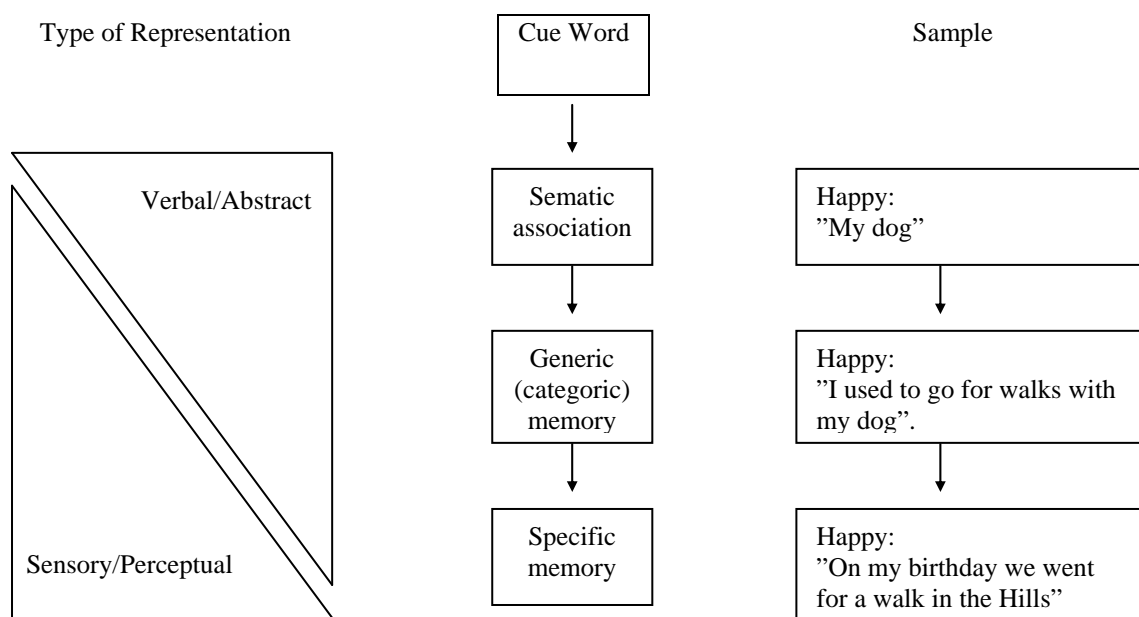 Type of Representation
Cue Word
Sample
Verbal/Abstract
Sematic
association
Happy:
”My dog”
Generic
(categoric)
memory
Happy:
”I used to go for walks with
my dog”.
Sensory/Perceptual
Specific
memory
Happy:
”On my birthday we went
for a walk in the Hills”